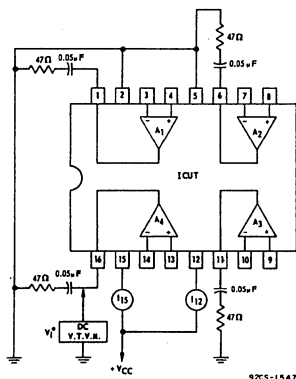 47Ω
47Ω 0.05µF
0.05µF
1 2 3 4 5 6 7 8
- + - +
A1 A2
ICUT
A4 A3
- + - +
16 15 14 13 12 11 10 9
47Ω 0.05µF
I15 I12
0.05µF
VI°
DC
V.T.V.M.
47Ω
+VCC
92CS-1547